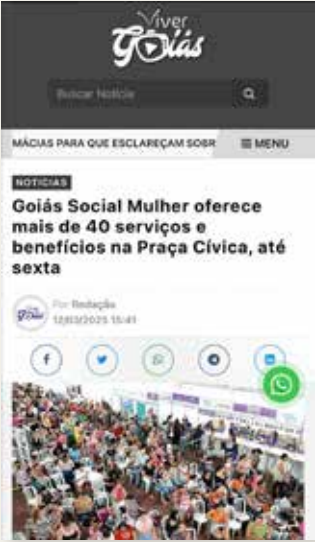 Viver
Goiás
Buscar Notícia
MÁCIAS PARA QUE ESCLAREÇAM SOBR
MENU
NOTÍCIAS
Goiás Social Mulher oferece
mais de 40 serviços e
benefícios na Praça Cívica, até
sexta
Por Redação
12/03/2025 15:41